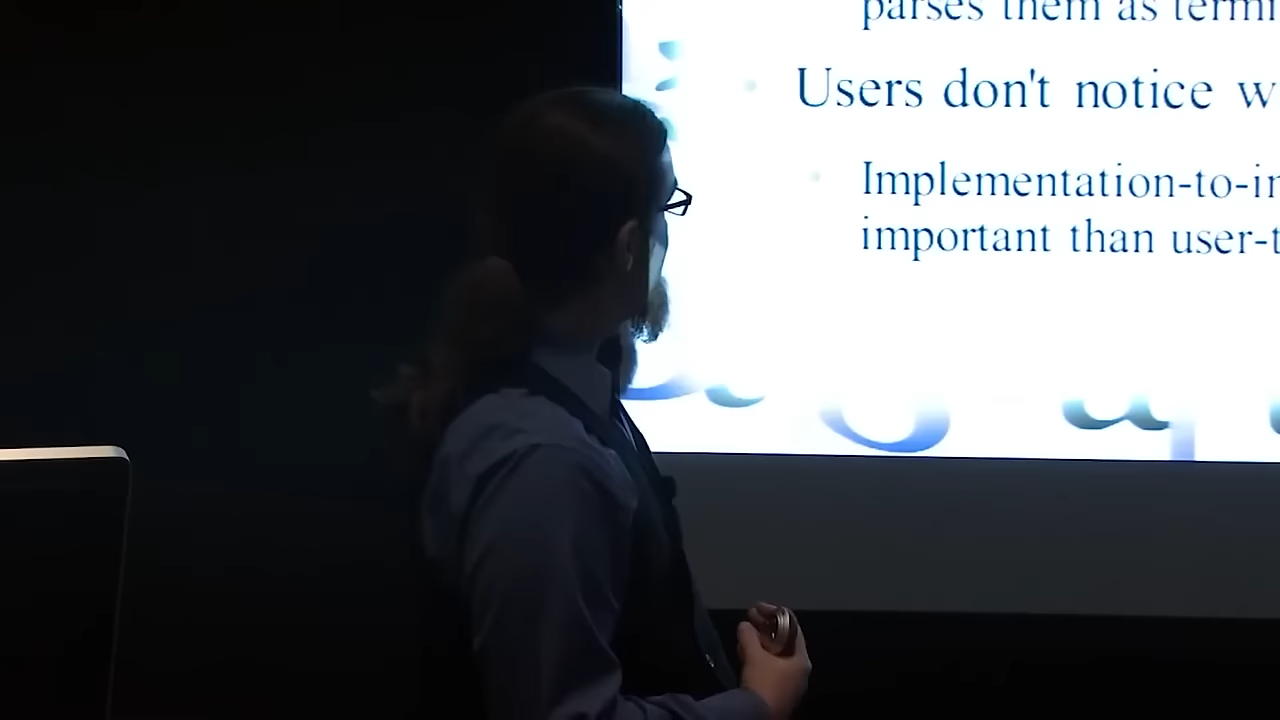 parses them as termi
Users don't notice w
Implementation-to-in
important than user-t